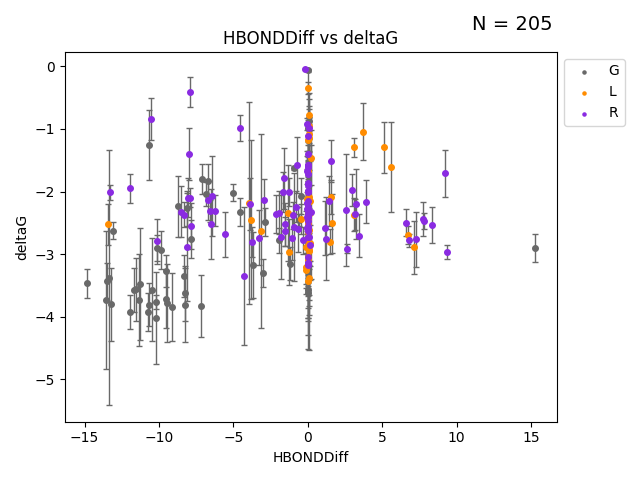 N = 205
HBONDDiff vs deltaG
G
L
R
0
−1
−2
−3
−4
−5
deltaG
−15 −10 −5 0 5 10 15
HBONDDiff